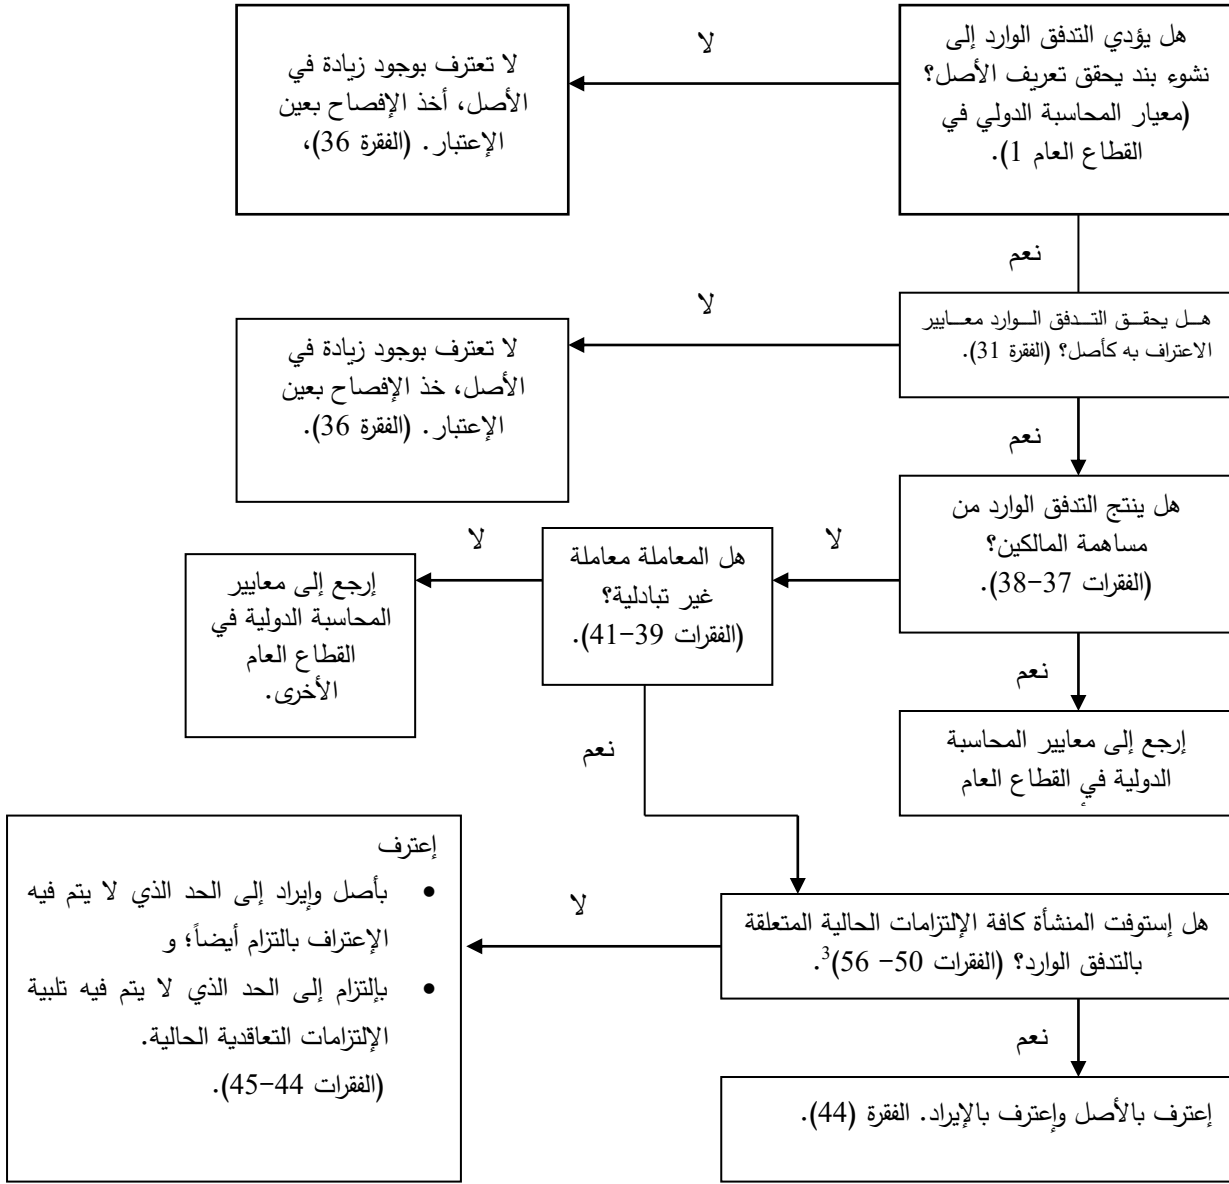 هل يؤدي التدفق الوارد إلى
نشوء بند يحقق تعريف الأصل؟
(معيار المحاسبة الدولي في
القطاع العام 1).
لا
لا تعترف بوجود زيادة في
الأصل، أخذ الإفصاح بعين
الإعتبار. (الفقرة 36)،
نعم
هل يحقق التدفق الوارد معايير
الاعتراف به كأصل؟ (الفقرة 31).
لا
لا تعترف بوجود زيادة في
الأصل، خذ الإفصاح بعين
الإعتبار. (الفقرة 36).
نعم
هل ينتج التدفق الوارد من
مساهمة المالكين؟
(الفقرات 37-38).
لا
هل المعاملة معاملة
غير تبادلية؟
(الفقرات 39-41).
لا
إرجع إلى معايير
المحاسبة الدولية في
القطاع العام
الأخرى.
نعم
إرجع إلى معايير المحاسبة
الدولية في القطاع العام
نعم
هل إستوفت المنشأة كافة الإلتزامات الحالية المتعلقة
بالتدفق الوارد؟ (الفقرات 50- 56)3.
لا
إعترف
• بأصل وإيراد إلى الحد الذي لا يتم فيه
الإعتراف بالتزام أيضاً؛ و
• بإلتزام إلى الحد الذي لا يتم فيه تلبية
الإلتزامات التعاقدية الحالية.
(الفقرات 44-45).
نعم
إعترف بالأصل وإعترف بالإيراد. الفقرة (44).